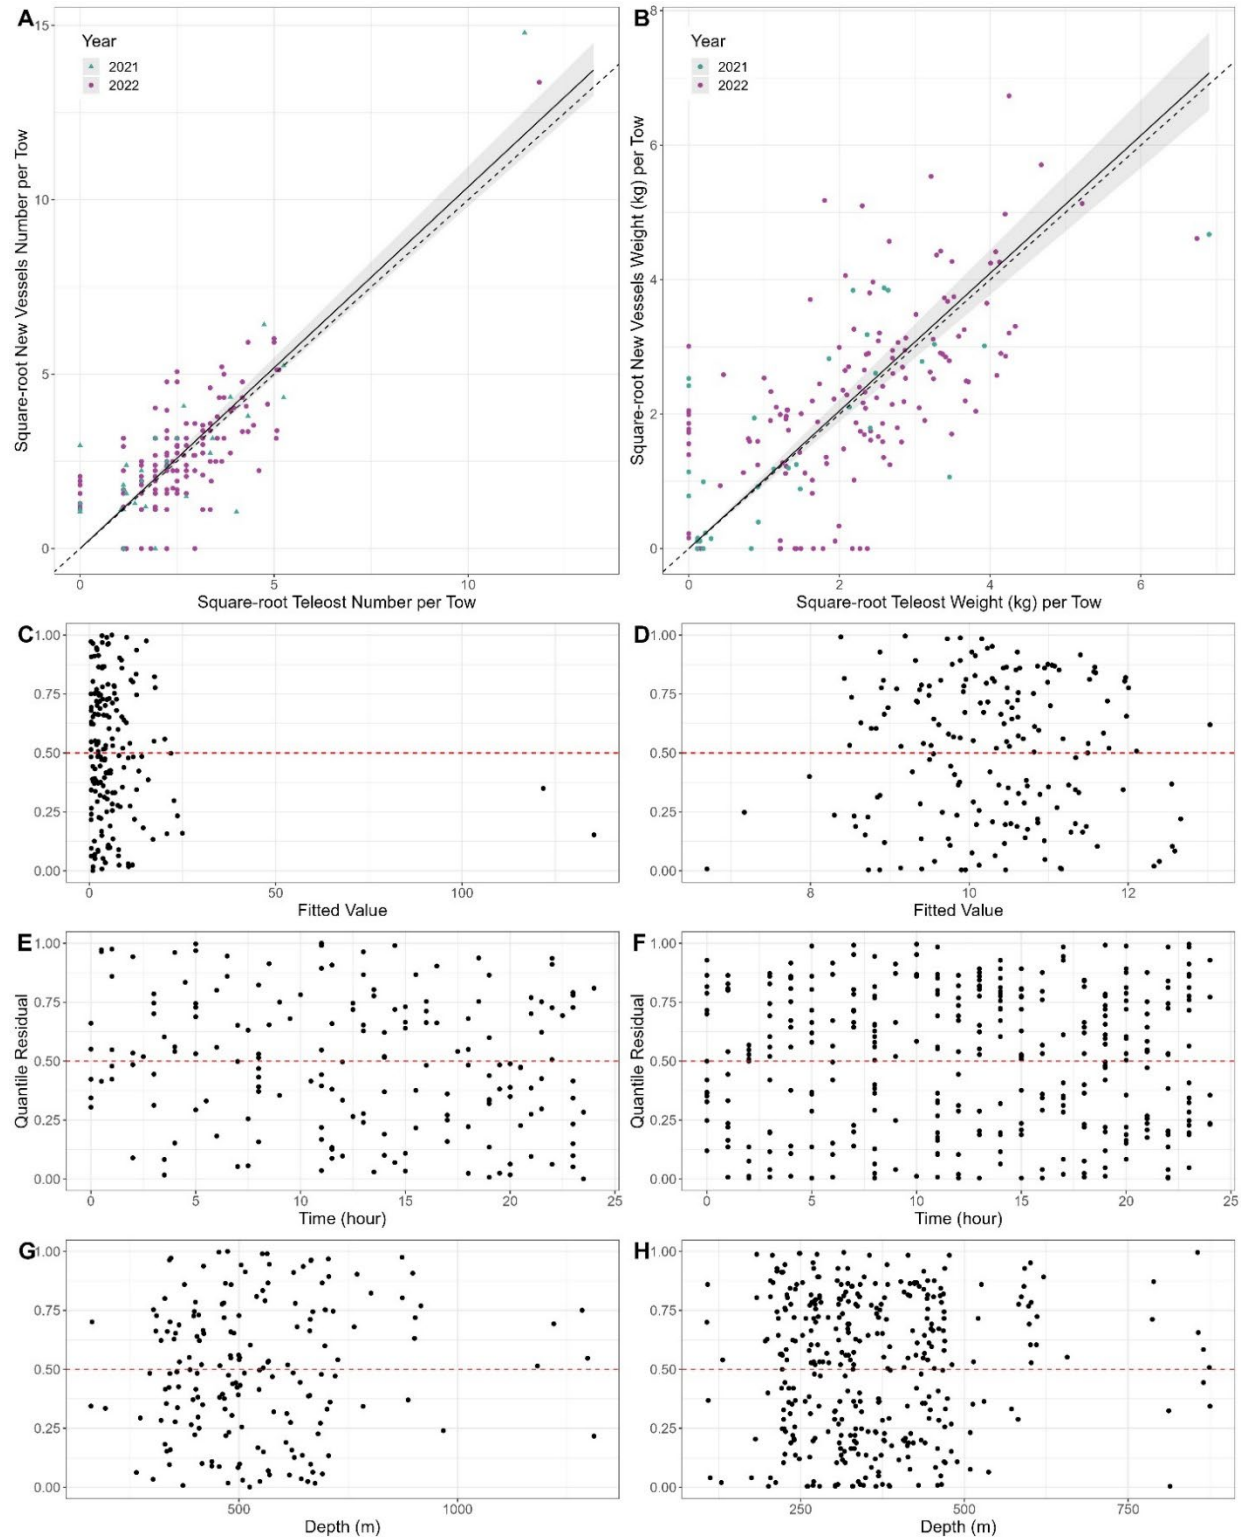 A
Year
2021
2022
Square-root New Vessels Number per Tow
15
10
5
0
0 5 10
Square-root Teleost Number per Tow
B
Year
2021
2022
Square-root New Vessels Weight (kg) per Tow
8
6
4
2
0
0 2 4 6
Square-root Teleost Weight (kg) per Tow
C
1.00
0.75
0.50
0.25
0.00
0 50 100
Fitted Value
D
1.00
0.75
0.50
0.25
0.00
8 10 12
Fitted Value
E
Quantile Residual
1.00
0.75
0.50
0.25
0.00
0 5 10 15 20 25
Time (hour)
F
Quantile Residual
1.00
0.75
0.50
0.25
0.00
0 5 10 15 20 25
Time (hour)
G
1.00
0.75
0.50
0.25
0.00
500 1000
Depth (m)
H
1.00
0.75
0.50
0.25
0.00
250 500 750
Depth (m)